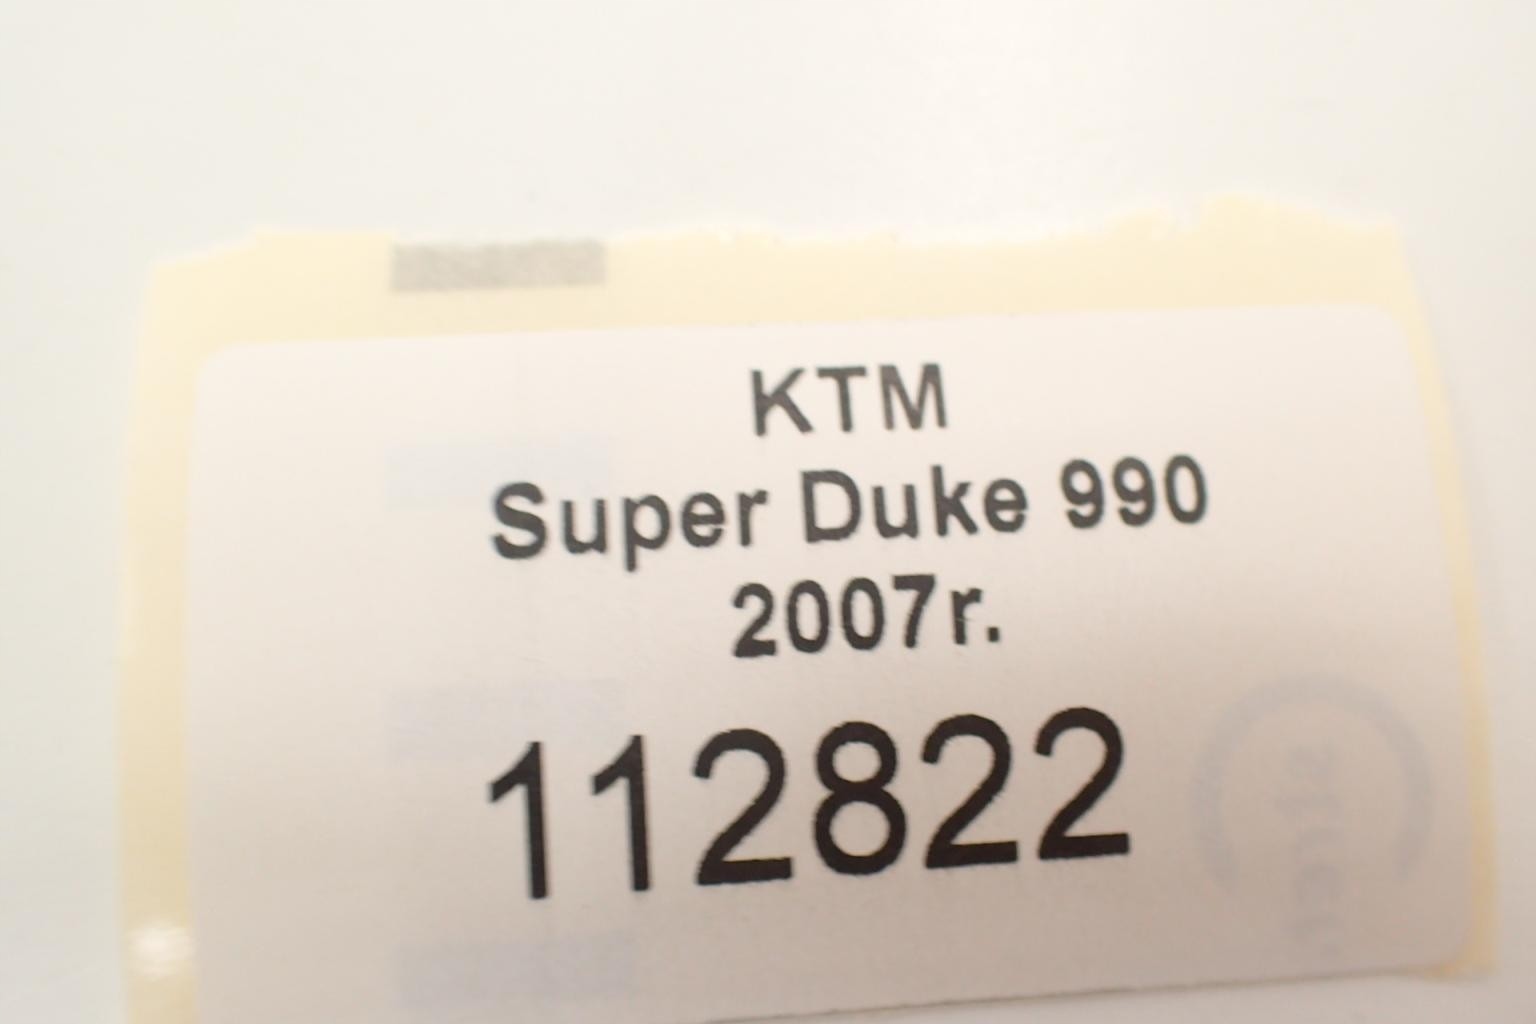 KTM
Super Duke 990
2007r.
112822